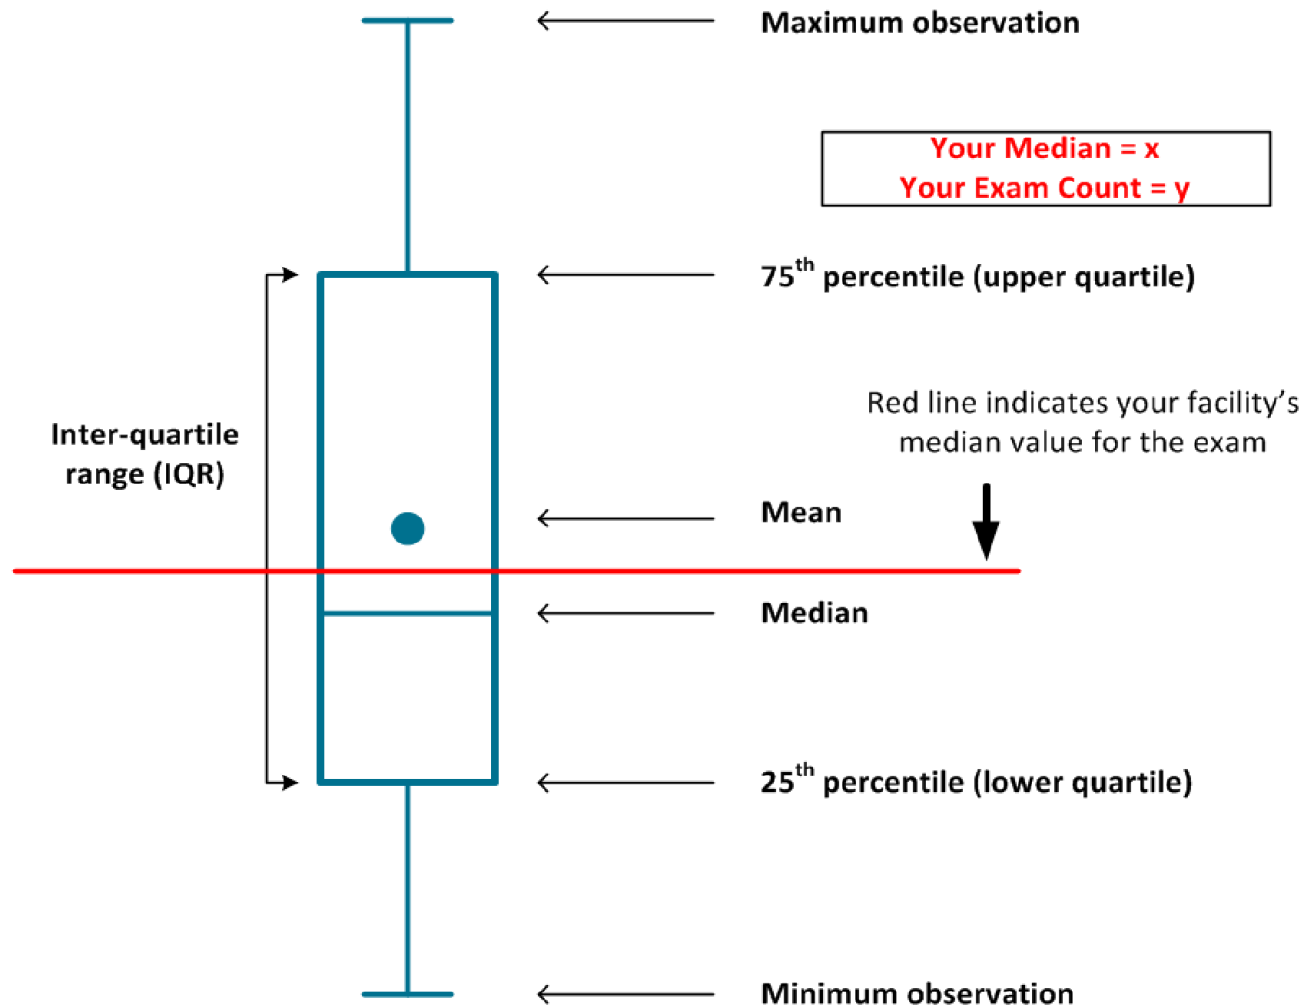 Maximum observation
Your Median = x
Your Exam Count = y
75th percentile (upper quartile)
Red line indicates your facility's
median value for the exam
Inter-quartile
range (IQR)
Mean
Median
25th percentile (lower quartile)
Minimum observation